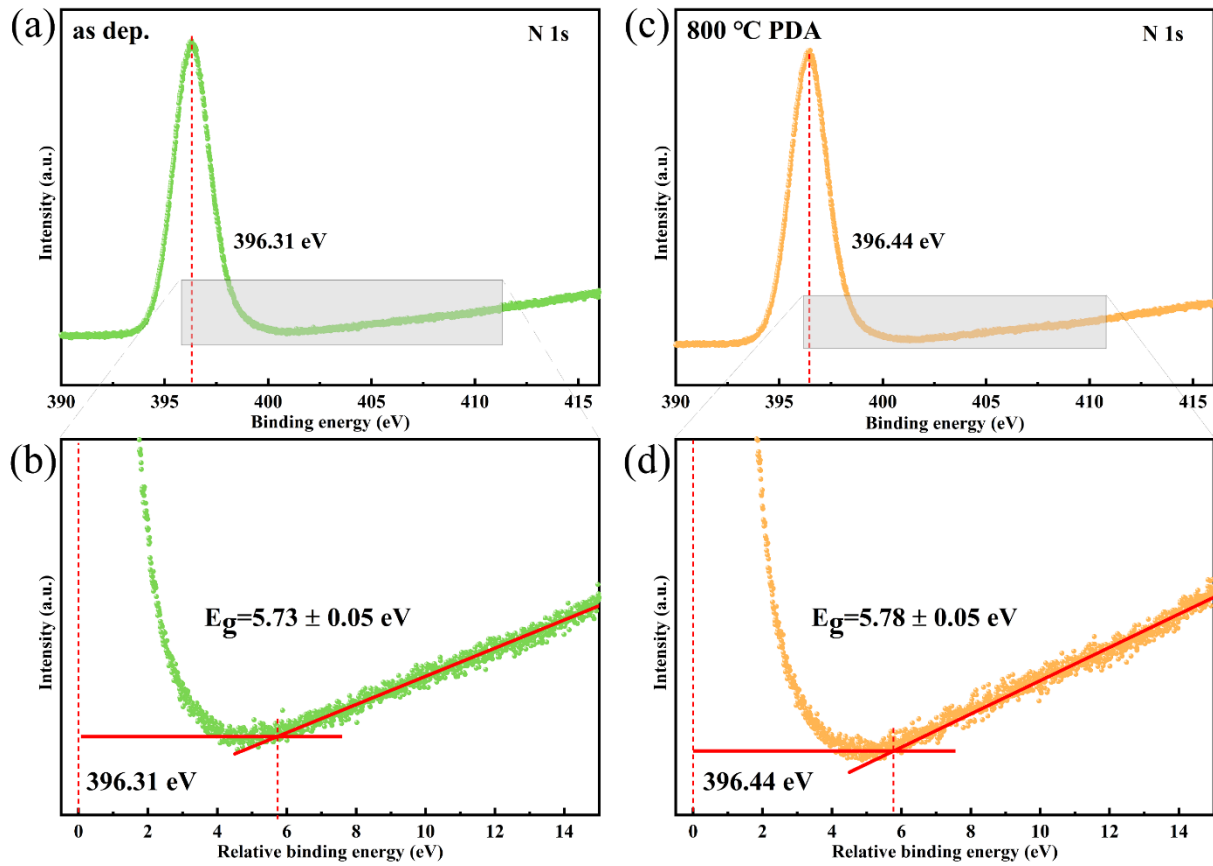 (a)
as dep.
N 1s
396.31 eV
Intensity (a.u.)
390 395 400 405 410 415
Binding energy (eV)
(c)
800 °C PDA
N 1s
396.44 eV
Intensity (a.u.)
390 395 400 405 410 415
Binding energy (eV)
(b)
Eg=5.73 ± 0.05 eV
396.31 eV
Intensity (a.u.)
0 2 4 6 8 10 12 14
Relative binding energy (eV)
(d)
Eg=5.78 ± 0.05 eV
396.44 eV
Intensity (a.u.)
0 2 4 6 8 10 12 14
Relative binding energy (eV)